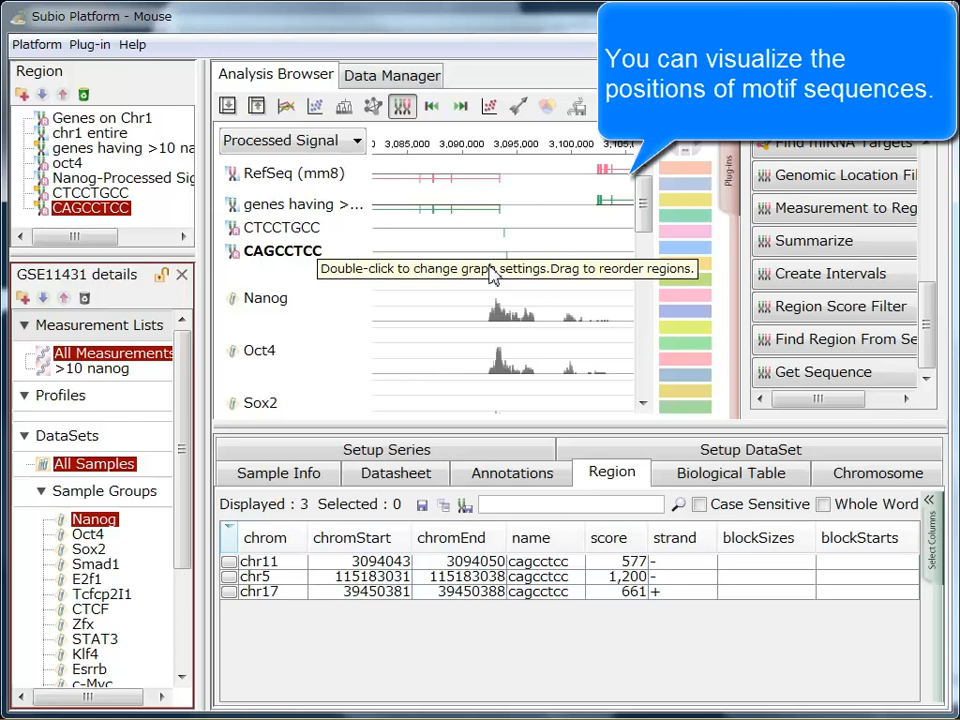 Subio Platform - Mouse
Platform Plug-in Help
You can visualize the
positions of motif sequences.
Region
Genes on Chr1
chr1 entire
genes having >10 na
oct4
Nanog-Processed Sig
CTCCTGCC
CAGCCTCC
GSE11431 details
Measurement Lists
All Measurements
>10 nanog
Profiles
DataSets
All Samples
Sample Groups
Nanog
Oct4
Sox2
Smad1
E2f1
Tcfcp2I1
CTCF
Zfx
STAT3
Klf4
Esrrb
c-Myc
Analysis Browser
Data Manager
Processed Signal
3,085,000 3,090,000 3,095,000 3,100,000 3,105,
RefSeq (mm8)
genes having >...
CTCCTGCC
CAGCCTCC
Double-click to change graph settings.Drag to reorder regions.
Nanog
Oct4
Sox2
Plug-ins
Find miRNA Targets
Genomic Location Fil
Measurement to Reg
Summarize
Create Intervals
Region Score Filter
Find Region From Se
Get Sequence
Setup Series
Setup DataSet
Sample Info
Datasheet
Annotations
Region
Biological Table
Chromosome
Displayed : 3 Selected : 0
Case Sensitive
Whole Word
chrom chromStart chromEnd name score strand blockSizes blockStarts
chr11 3094043 3094050 cagcctcc 577 -
chr5 115183031 115183038 cagcctcc 1,200 -
chr17 39450381 39450388 cagcctcc 661 +
Select Columns